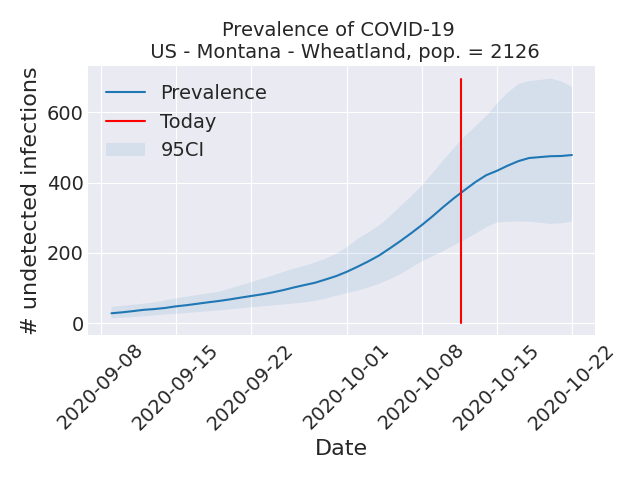 Prevalence of COVID-19
US - Montana - Wheatland, pop. = 2126
# undetected infections
600
400
200
0
Prevalence
Today
95CI
2020-09-08
2020-09-15
2020-09-22
2020-10-01
2020-10-08
2020-10-15
2020-10-22
Date